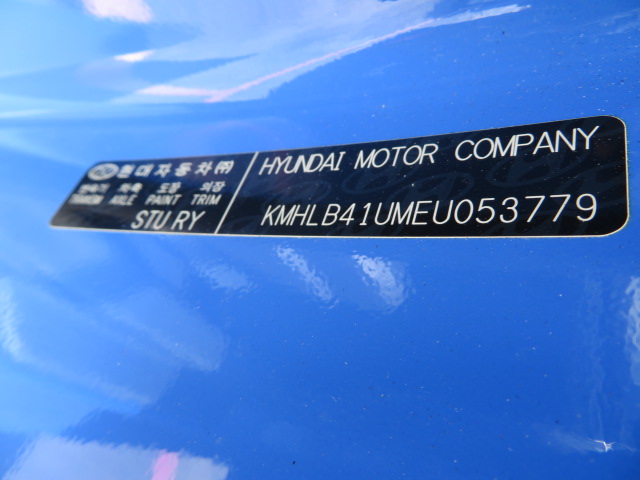 현대자동차㈜
변속기 차축 도장 의장
TRANSM AXLE PAINT TRIM
STU RY
HYUNDAI MOTOR COMPANY
KMHLB41UMEU053779